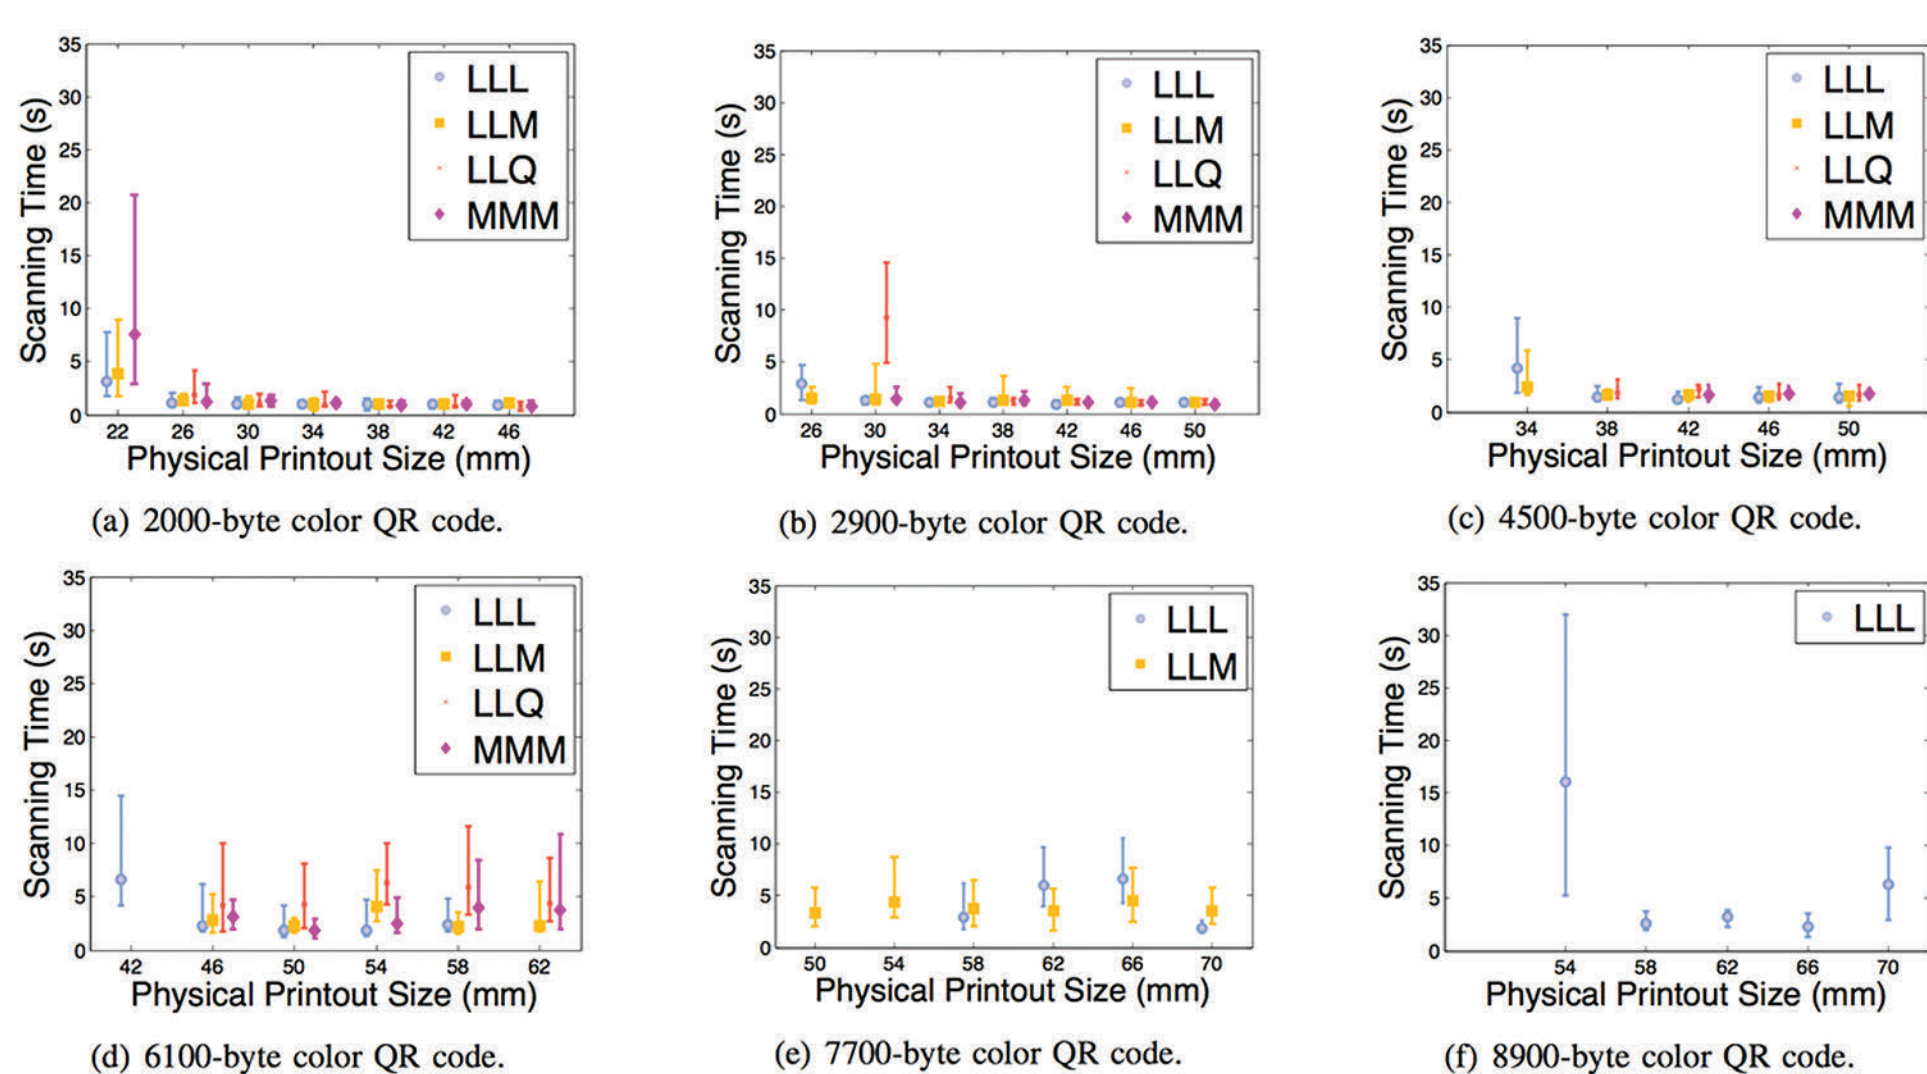 35
30
25
20
15
10
5
0
Scanning Time (s)
LLL
LLM
LLQ
MMM
22 26 30 34 38 42 46
Physical Printout Size (mm)
(a) 2000-byte color QR code.
35
30
25
20
15
10
5
0
Scanning Time (s)
LLL
LLM
LLQ
MMM
26 30 34 38 42 46 50
Physical Printout Size (mm)
(b) 2900-byte color QR code.
35
30
25
20
15
10
5
0
Scanning Time (s)
LLL
LLM
LLQ
MMM
34 38 42 46 50
Physical Printout Size (mm)
(c) 4500-byte color QR code.
35
30
25
20
15
10
5
0
Scanning Time (s)
LLL
LLM
LLQ
MMM
42 46 50 54 58 62
Physical Printout Size (mm)
(d) 6100-byte color QR code.
35
30
25
20
15
10
5
0
Scanning Time (s)
LLL
LLM
50 54 58 62 66 70
Physical Printout Size (mm)
(e) 7700-byte color QR code.
35
30
25
20
15
10
5
0
Scanning Time (s)
LLL
54 58 62 66 70
Physical Printout Size (mm)
(f) 8900-byte color QR code.